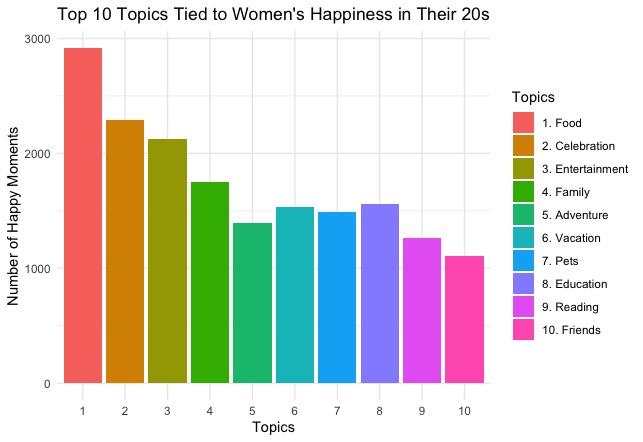 Top 10 Topics Tied to Women's Happiness in Their 20s
Number of Happy Moments
3000
2000
1000
0
1 2 3 4 5 6 7 8 9 10
Topics
Topics
1. Food
2. Celebration
3. Entertainment
4. Family
5. Adventure
6. Vacation
7. Pets
8. Education
9. Reading
10. Friends